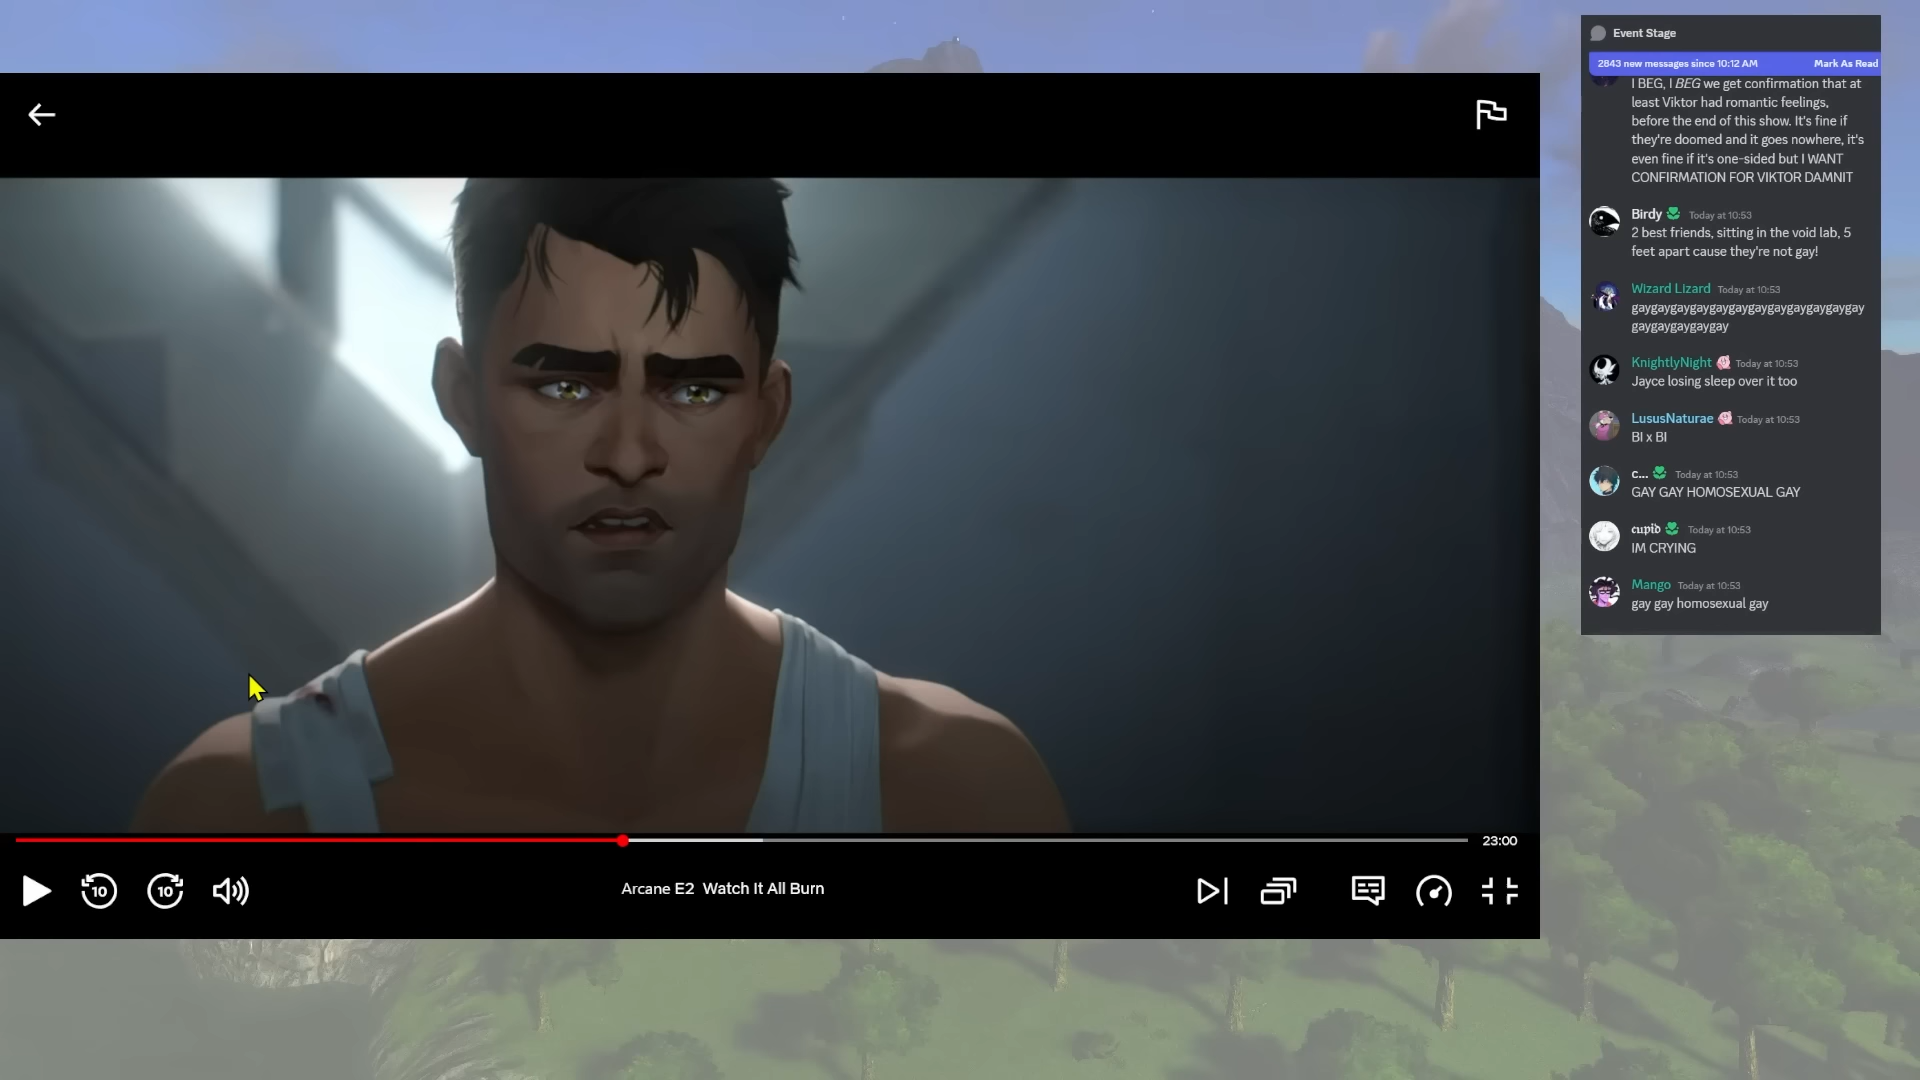 Event Stage
2843 new messages since 10:12 AM Mark As Read
I BEG, I BEG we get confirmation that at
least Viktor had romantic feelings,
before the end of this show. It's fine if
they're doomed and it goes nowhere, it's
even fine if it's one-sided but I WANT
CONFIRMATION FOR VIKTOR DAMNIT
Birdy Today at 10:53
2 best friends, sitting in the void lab, 5
feet apart cause they're not gay!
Wizard Lizard Today at 10:53
gaygaygaygaygaygaygaygaygaygaygaygay
gaygaygaygaygay
KnightlyNight Today at 10:53
Jayce losing sleep over it too
LususNaturae Today at 10:53
BI x BI
c... Today at 10:53
GAY GAY HOMOSEXUAL GAY
cupid Today at 10:53
IM CRYING
Mango Today at 10:53
gay gay homosexual gay
23:00
10
10
Arcane E2 Watch It All Burn